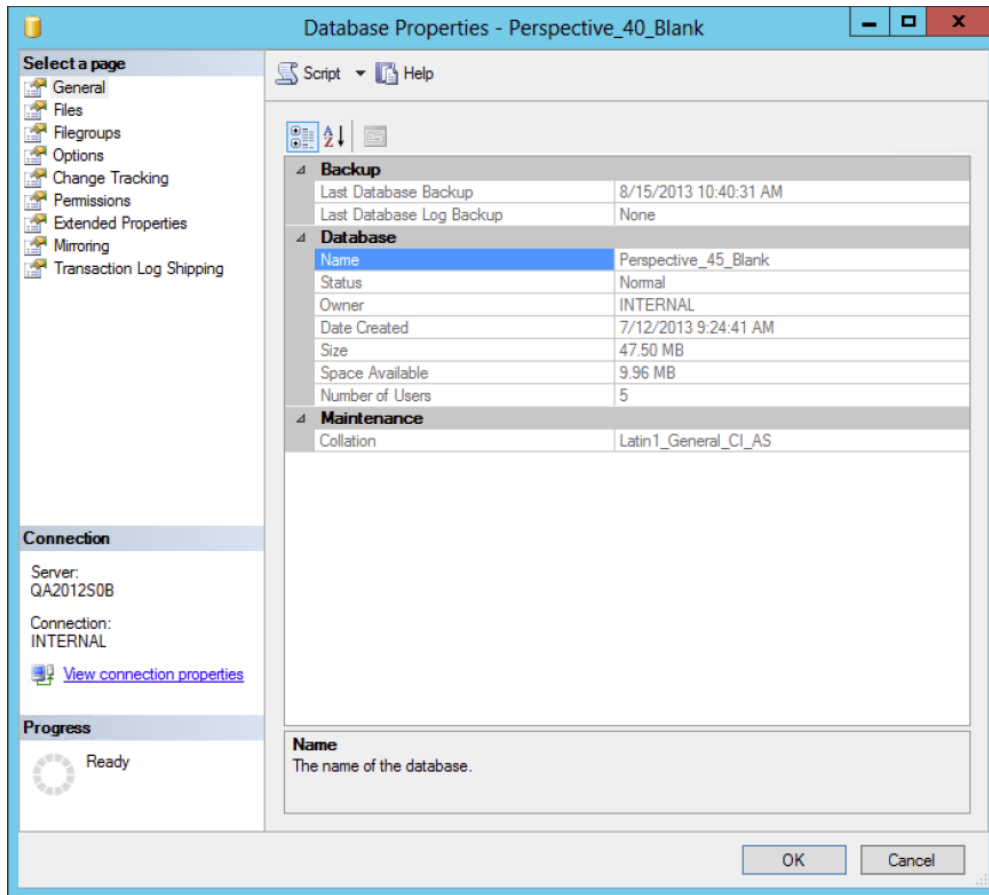 Database Properties - Perspective_40_Blank
Select a page
General
Files
Filegroups
Options
Change Tracking
Permissions
Extended Properties
Mirroring
Transaction Log Shipping
Script
Help
Backup
Last Database Backup 8/15/2013 10:40:31 AM
Last Database Log Backup None
Database
Name Perspective_45_Blank
Status Normal
Owner INTERNAL
Date Created 7/12/2013 9:24:41 AM
Size 47.50 MB
Space Available 9.96 MB
Number of Users 5
Maintenance
Collation Latin1_General_CI_AS
Connection
Server:
QA2012S0B
Connection:
INTERNAL
View connection properties
Progress
Ready
Name
The name of the database.
OK Cancel